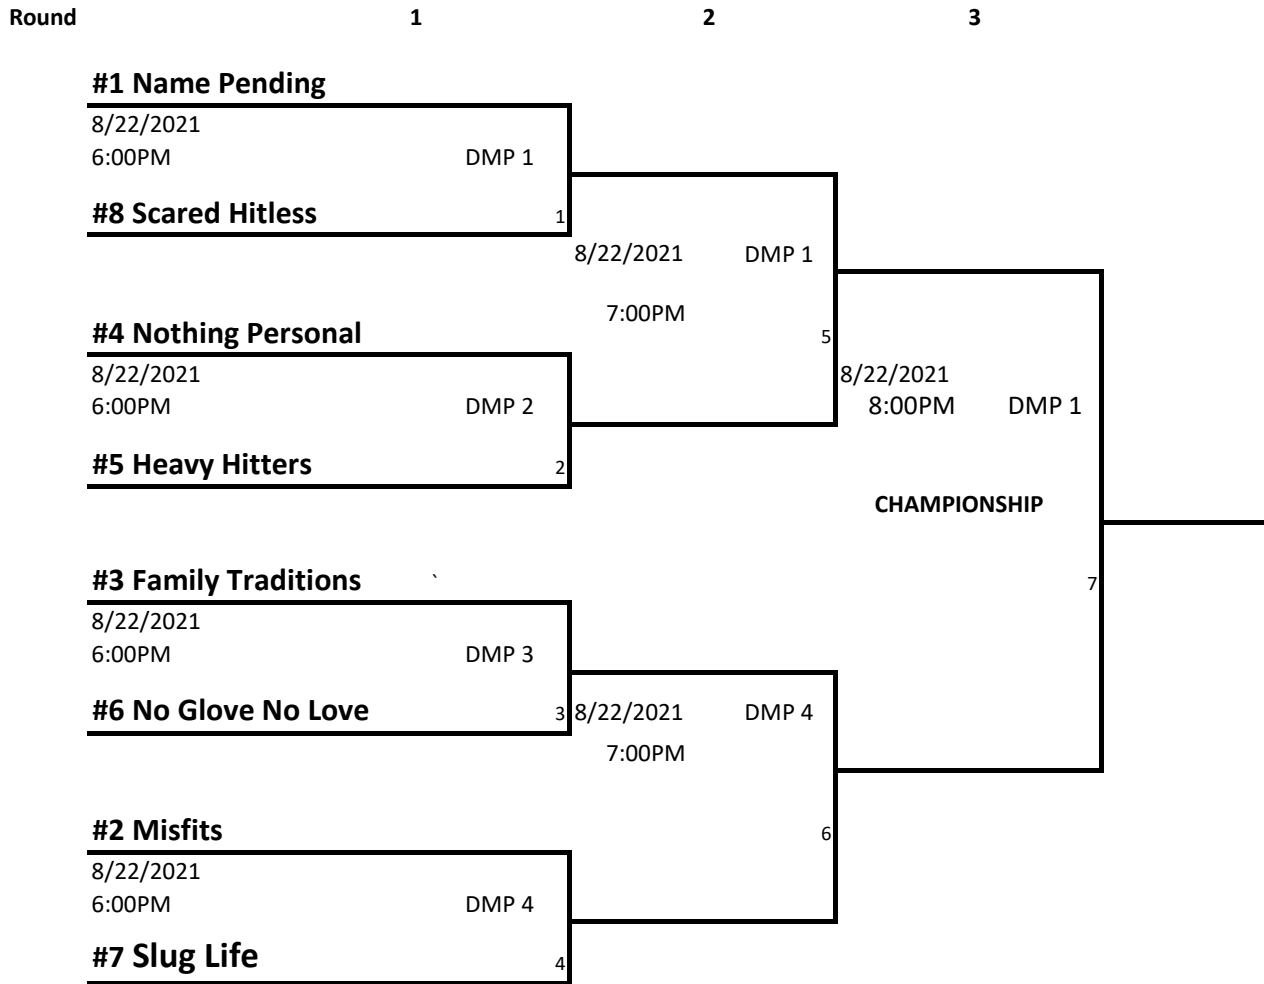 Round 1 2 3
#1 Name Pending
8/22/2021
6:00PM DMP 1
#8 Scared Hitless 1
8/22/2021 DMP 1
7:00PM
#4 Nothing Personal
5
8/22/2021
6:00PM DMP 2
8/22/2021
8:00PM DMP 1
#5 Heavy Hitters 2
CHAMPIONSHIP
#3 Family Traditions `
7
8/22/2021
6:00PM DMP 3
#6 No Glove No Love 3
8/22/2021 DMP 4
7:00PM
#2 Misfits
6
8/22/2021
6:00PM DMP 4
#7 Slug Life 4